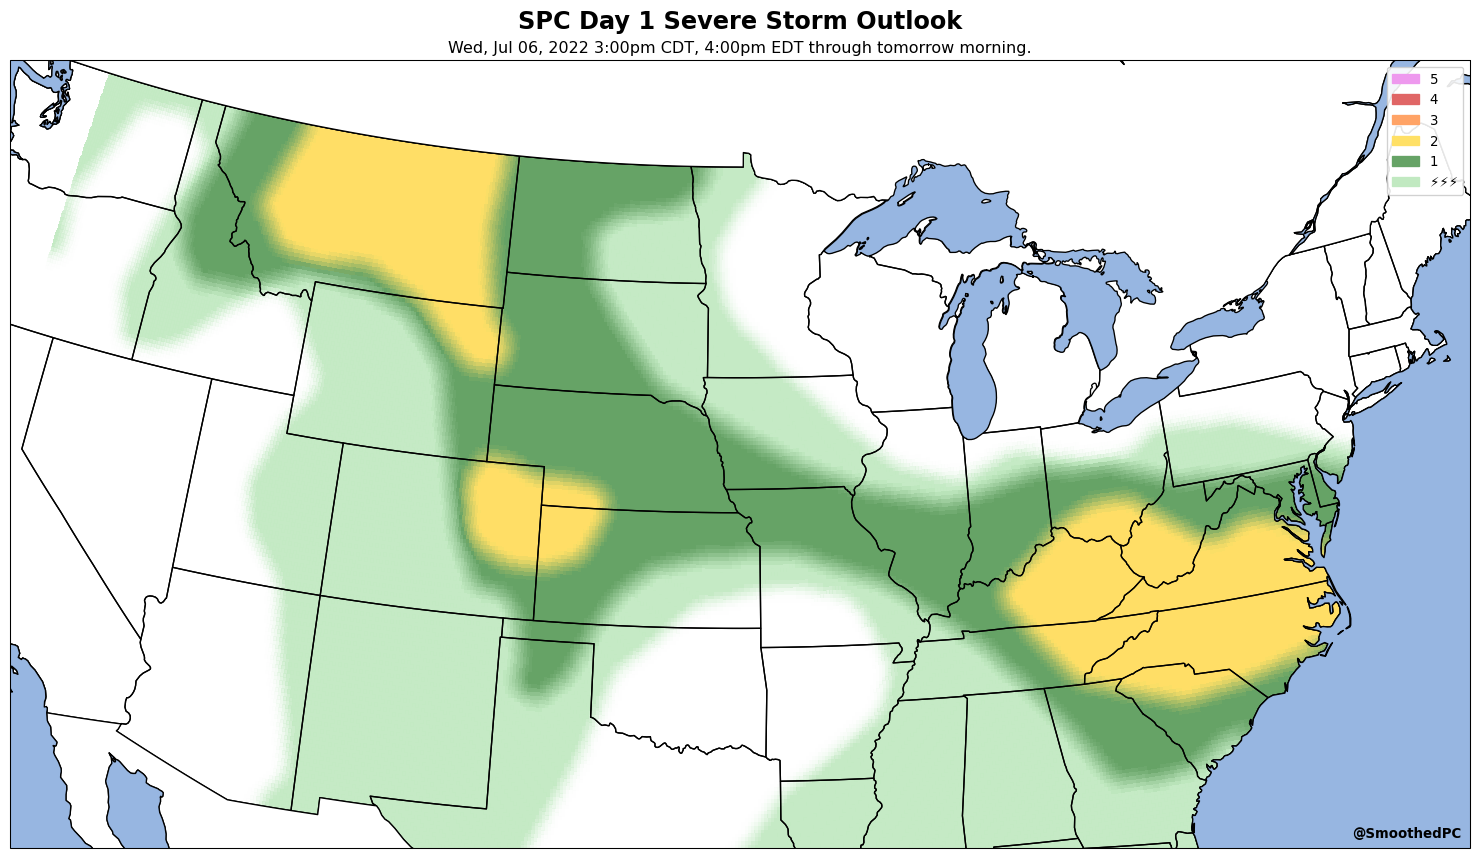 SPC Day 1 Severe Storm Outlook
Wed, Jul 06, 2022 3:00pm CDT, 4:00pm EDT through tomorrow morning.
5
4
3
2
1
⚡⚡⚡
@SmoothedPC